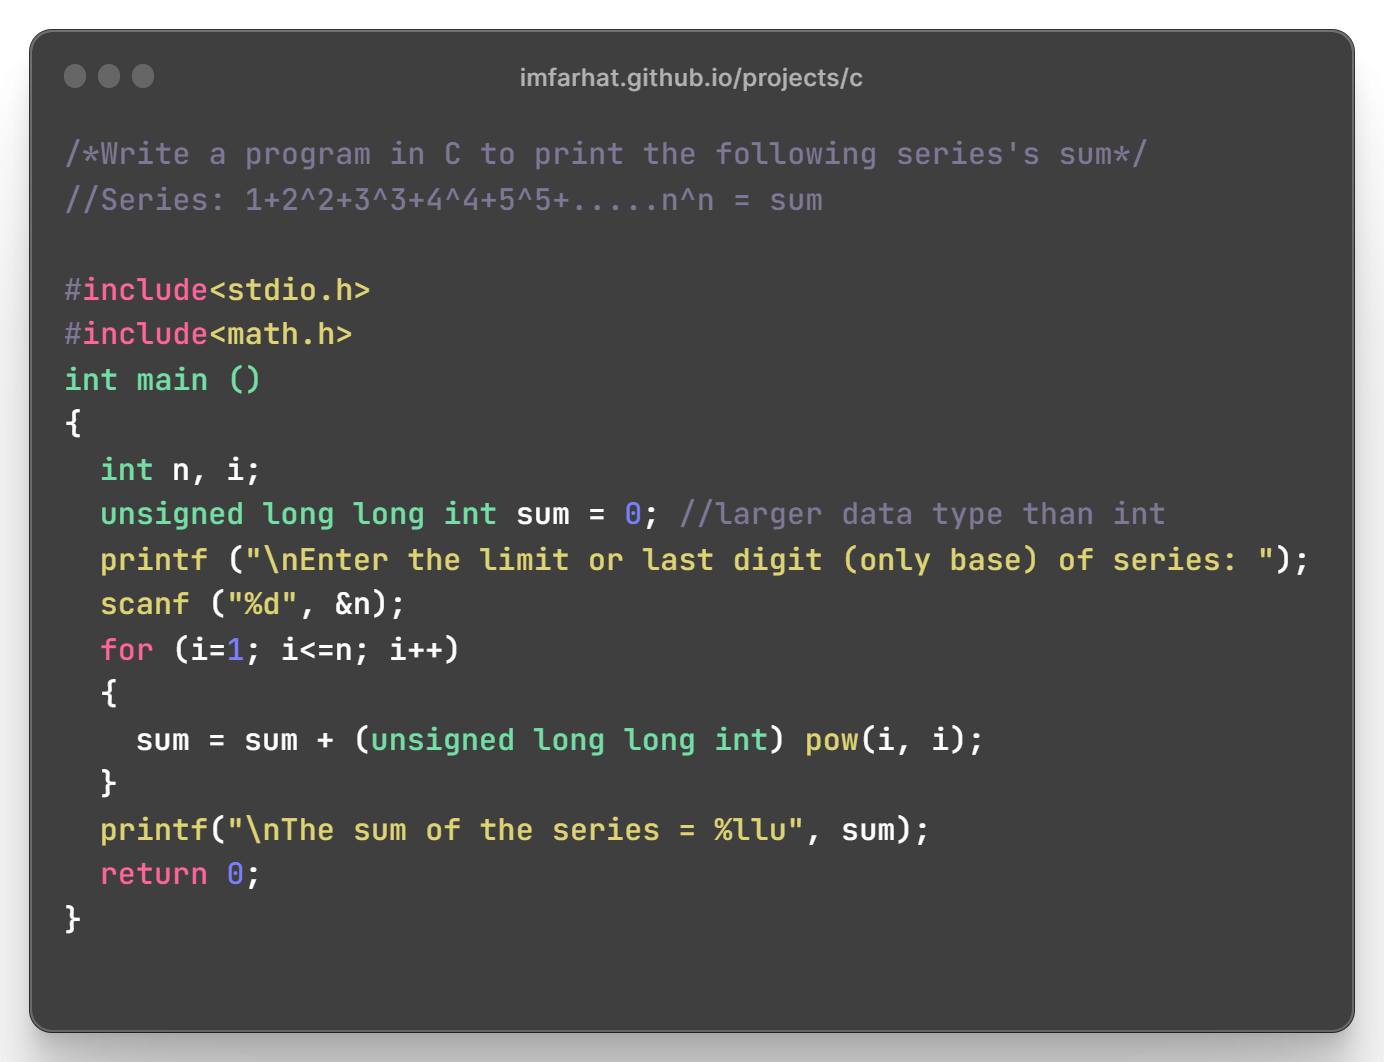 imfarhat.github.io/projects/c
/*Write a program in C to print the following series's sum*/
//Series: 1+2^2+3^3+4^4+5^5+.....n^n = sum
#include<stdio.h>
#include<math.h>
int main ()
{
int n, i;
unsigned long long int sum = 0; //larger data type than int
printf ("\nEnter the limit or last digit (only base) of series: ");
scanf ("%d", &n);
for (i=1; i<=n; i++)
{
sum = sum + (unsigned long long int) pow(i, i);
}
printf("\nThe sum of the series = %llu", sum);
return 0;
}